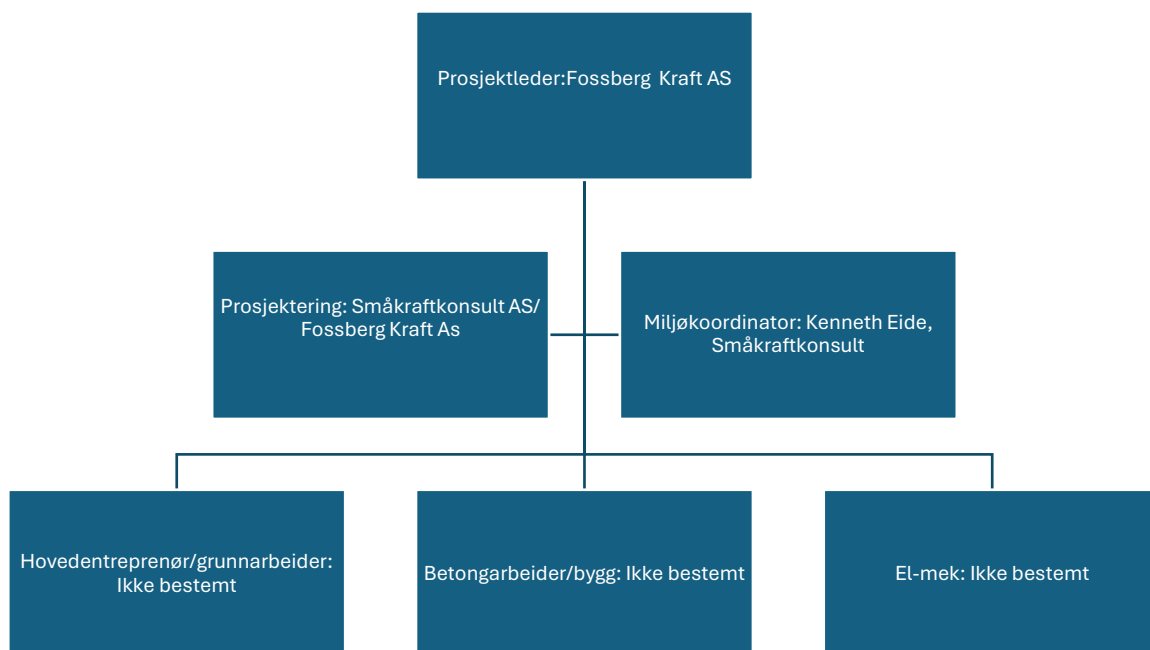 Prosjektleder:Fossberg Kraft AS
Prosjektering: Småkraftkonsult AS/
Fossberg Kraft As
Miljøkoordinator: Kenneth Eide,
Småkraftkonsult
Hovedentreprenør/grunnarbeider:
Ikke bestemt
Betongarbeider/bygg: Ikke bestemt
El-mek: Ikke bestemt